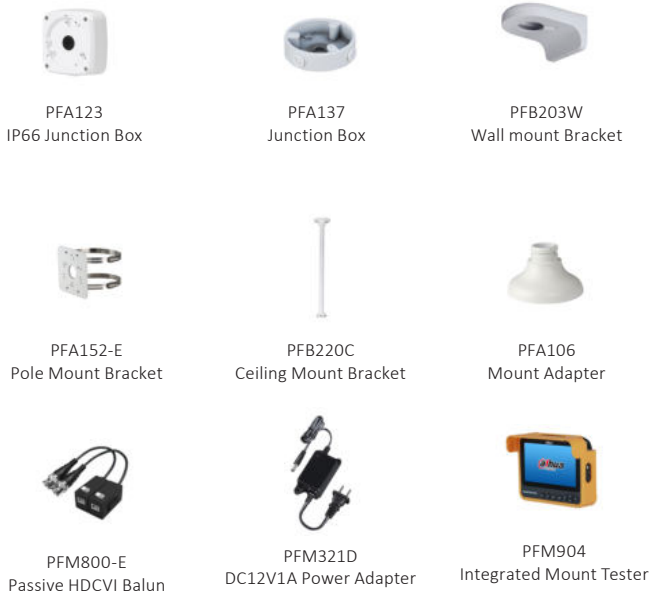 PFA123
IP66 Junction Box
PFA137
Junction Box
PFB203W
Wall mount Bracket
PFA152-E
Pole Mount Bracket
PFB220C
Ceiling Mount Bracket
PFA106
Mount Adapter
alhua
PFM800-E
Passive HDCVI Balun
PFM321D
DC12V1A Power Adapter
PFM904
Integrated Mount Tester